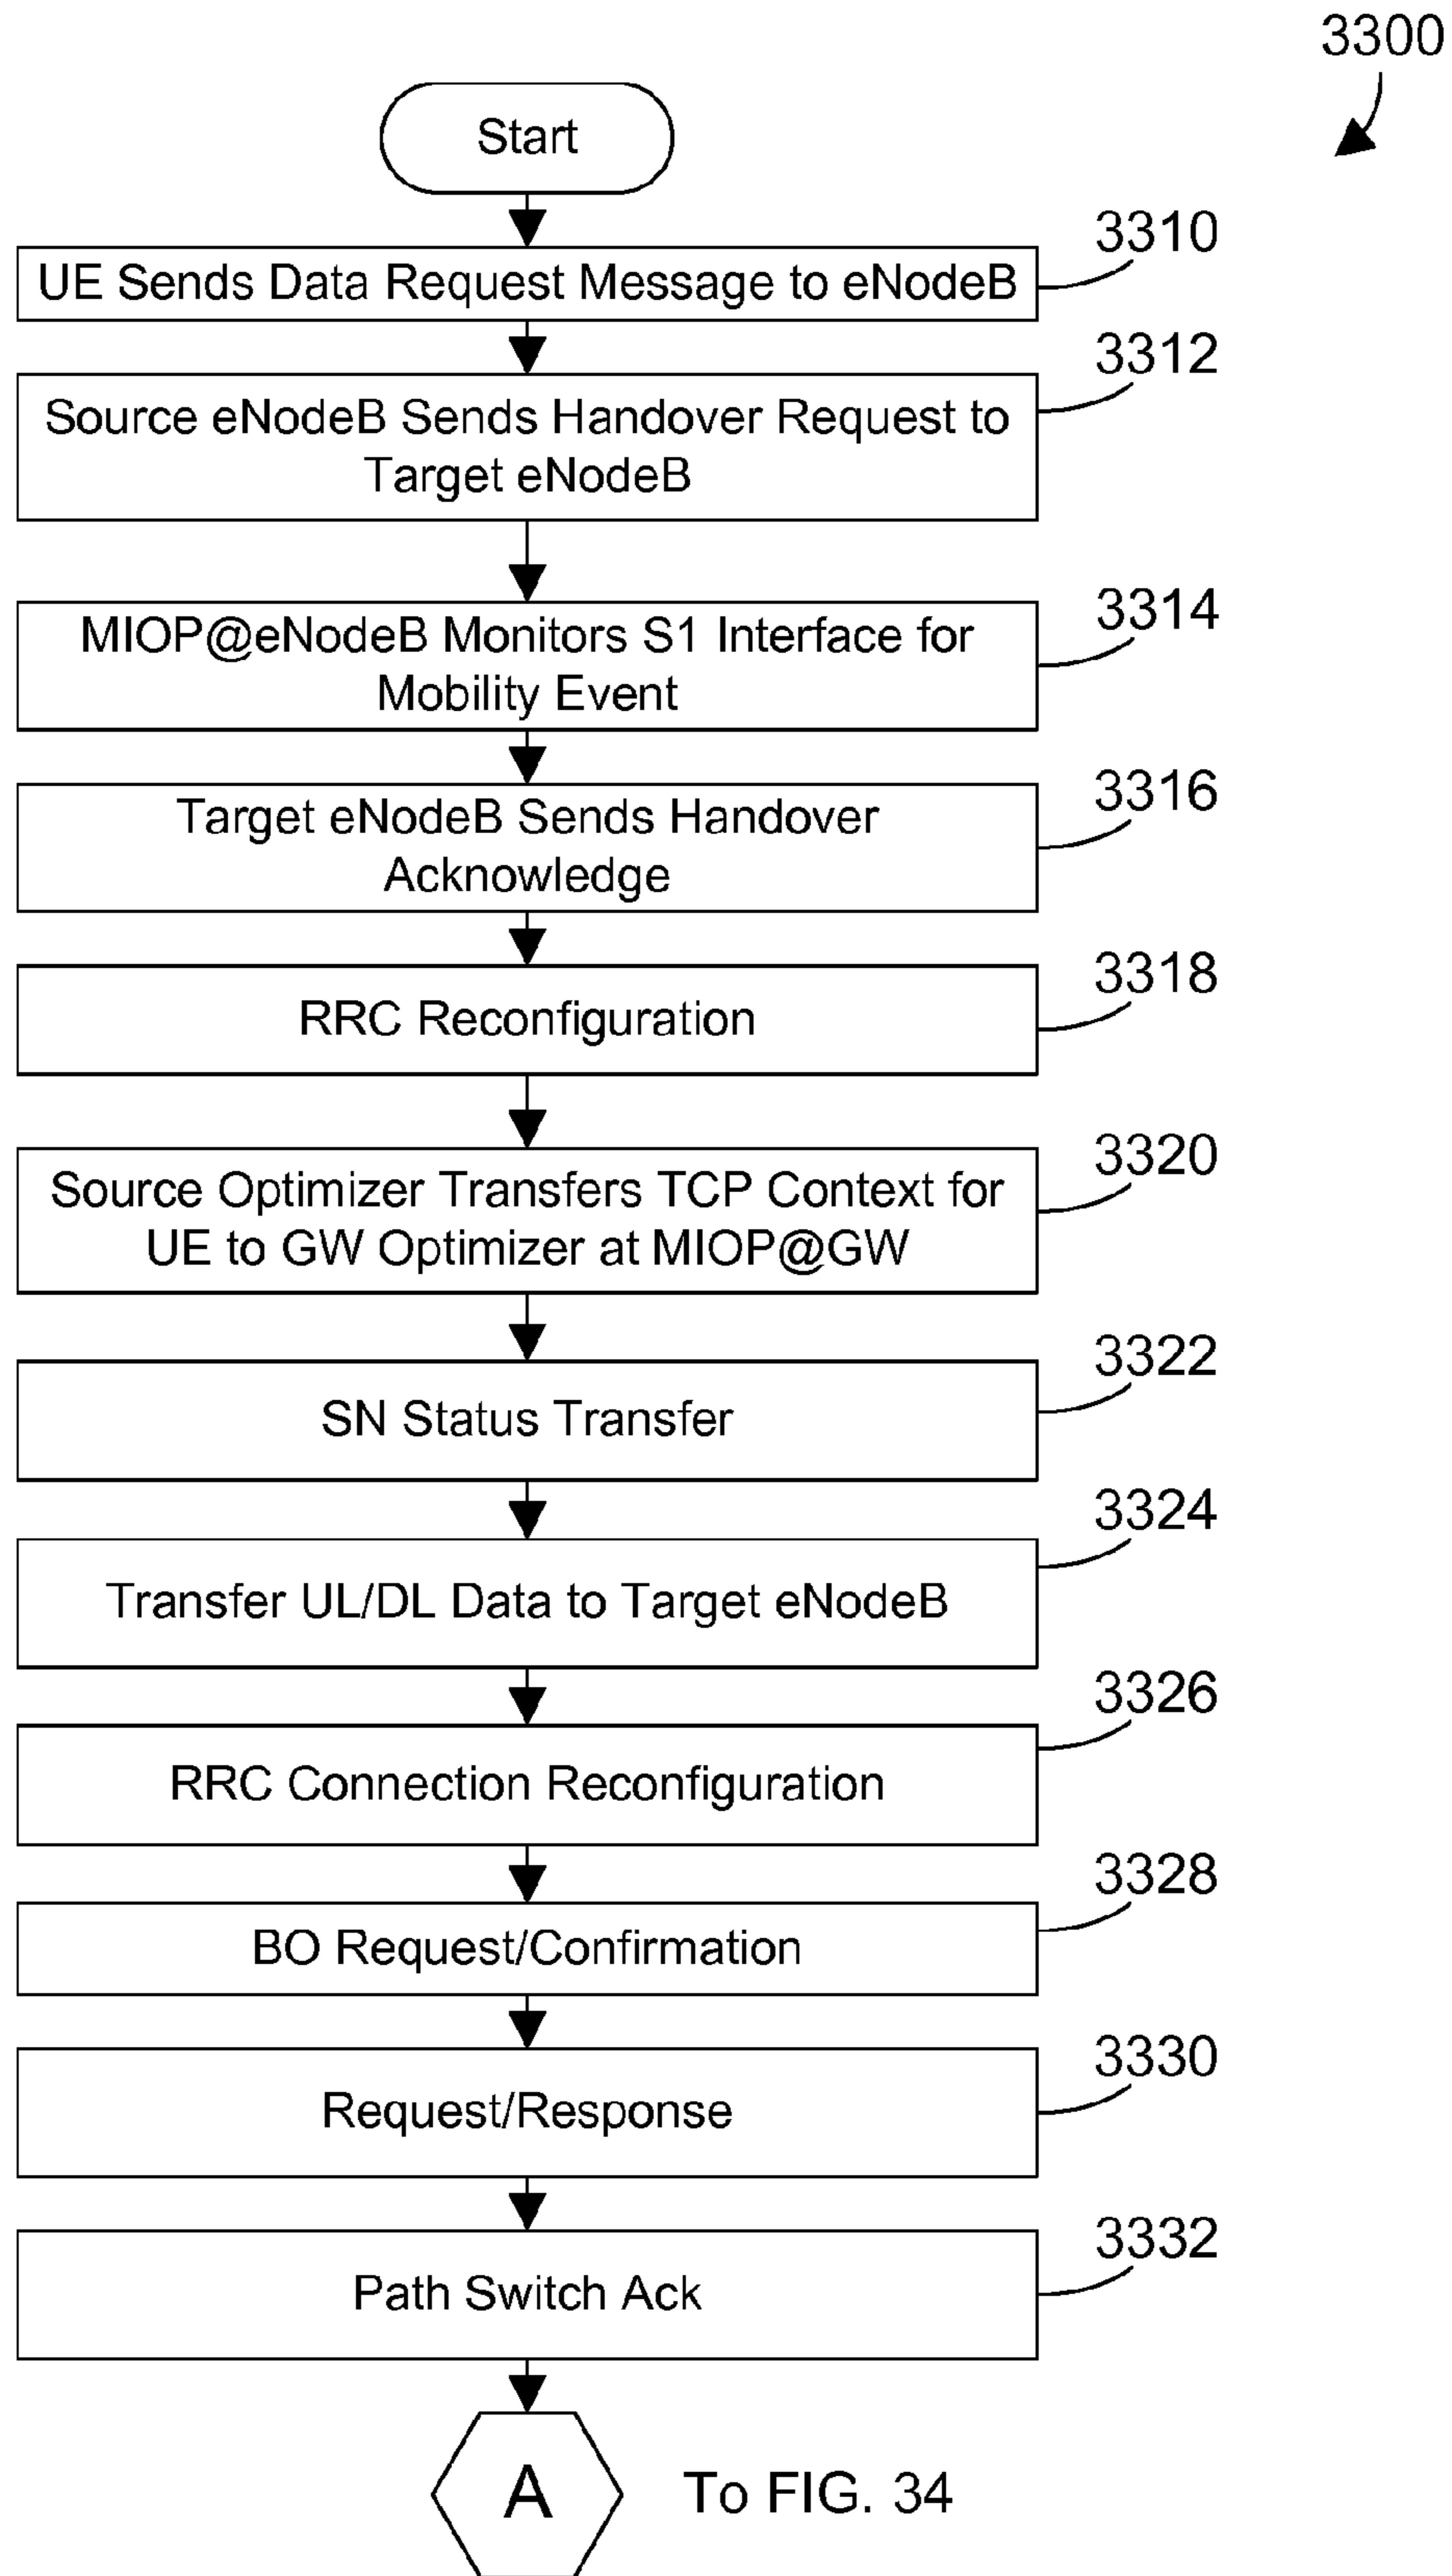 3300
Start
3310
UE Sends Data Request Message to eNodeB
3312
Source eNodeB Sends Handover Request to
Target eNodeB
3314
MIOP@eNodeB Monitors S1 Interface for
Mobility Event
3316
Target eNodeB Sends Handover
Acknowledge
3318
RRC Reconfiguration
3320
Source Optimizer Transfers TCP Context for
UE to GW Optimizer at MIOP@GW
3322
SN Status Transfer
3324
Transfer UL/DL Data to Target eNodeB
3326
RRC Connection Reconfiguration
3328
BO Request/Confirmation
3330
Request/Response
3332
Path Switch Ack
A
To FIG. 34